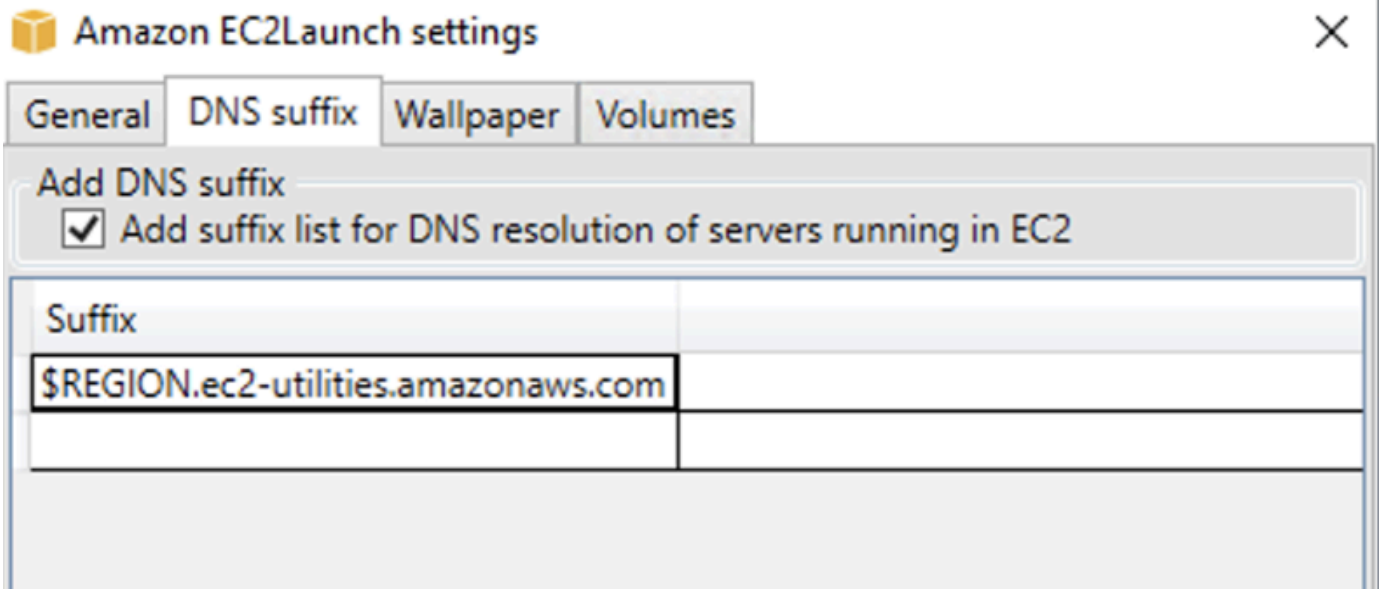 Amazon EC2Launch settings
General DNS suffix Wallpaper Volumes
Add DNS suffix
Add suffix list for DNS resolution of servers running in EC2
Suffix
$REGION.ec2-utilities.amazonaws.com